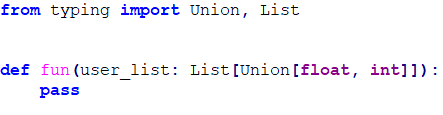 from typing import Union, List
def fun(user_list: List[Union[float, int]]):
    pass